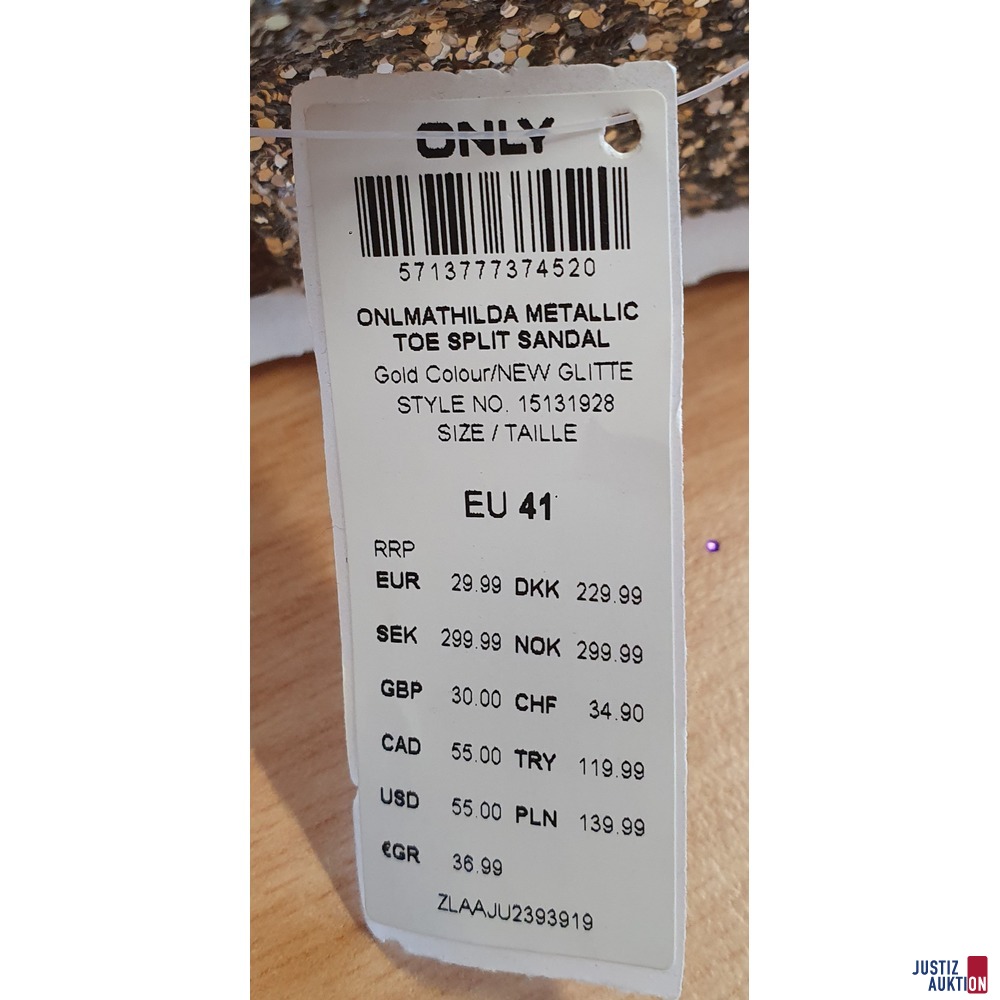 ONLY
5713777374520
ONLMATHILDA METALLIC
TOE SPLIT SANDAL
Gold Colour/NEW GLITTE
STYLE NO. 15131928
SIZE / TAILLE
EU 41
RRP
EUR 29.99 DKK 229.99
SEK 299.99 NOK 299.99
GBP 30.00 CHF 34.90
CAD 55.00 TRY 119.99
USD 55.00 PLN 139.99
€GR 36.99
ZLAAJU2393919
JUSTIZ
AUKTION